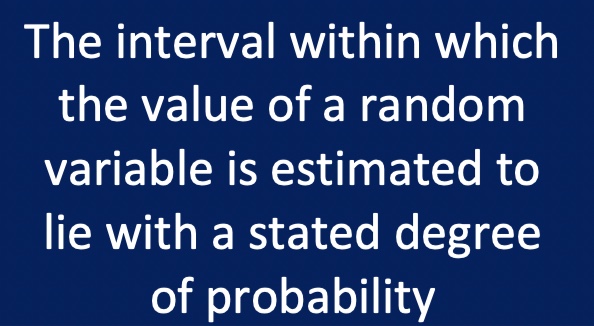 The interval within which
the value of a random
variable is estimated to
lie with a stated degree
of probability